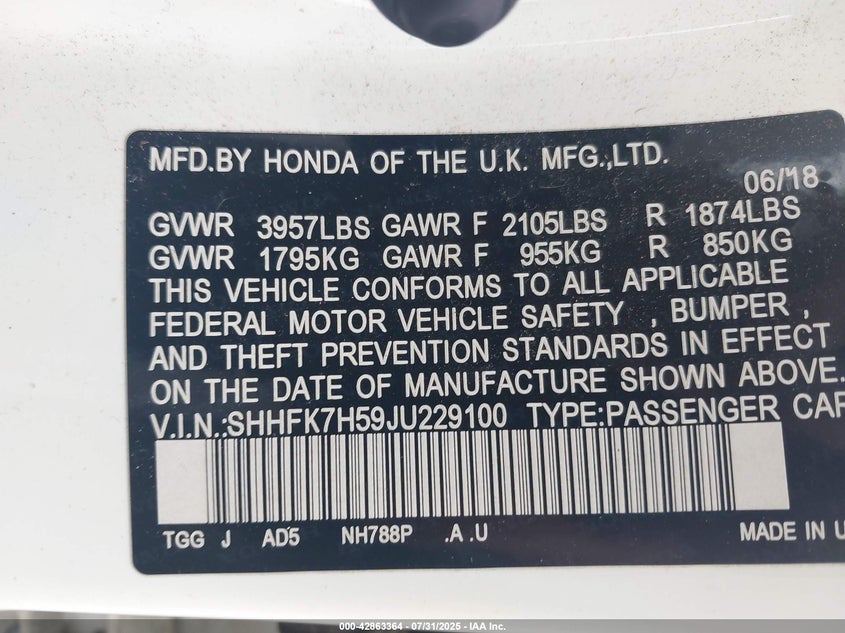 MFD.BY HONDA OF THE U.K. MFG.,LTD.
06/18
GVWR 3957LBS GAWR F 2105LBS R 1874LBS
GVWR 1795KG GAWR F 955KG R 850KG
THIS VEHICLE CONFORMS TO ALL APPLICABLE
FEDERAL MOTOR VEHICLE SAFETY , BUMPER ,
AND THEFT PREVENTION STANDARDS IN EFFECT
ON THE DATE OF MANUFACTURE SHOWN ABOVE.
V.I.N.:SHHFK7H59JU229100 TYPE:PASSENGER CAR
TGG J AD5 NH788P .A .U MADE IN U
000-42863364 | 07/31/2025 - IAA Inc.